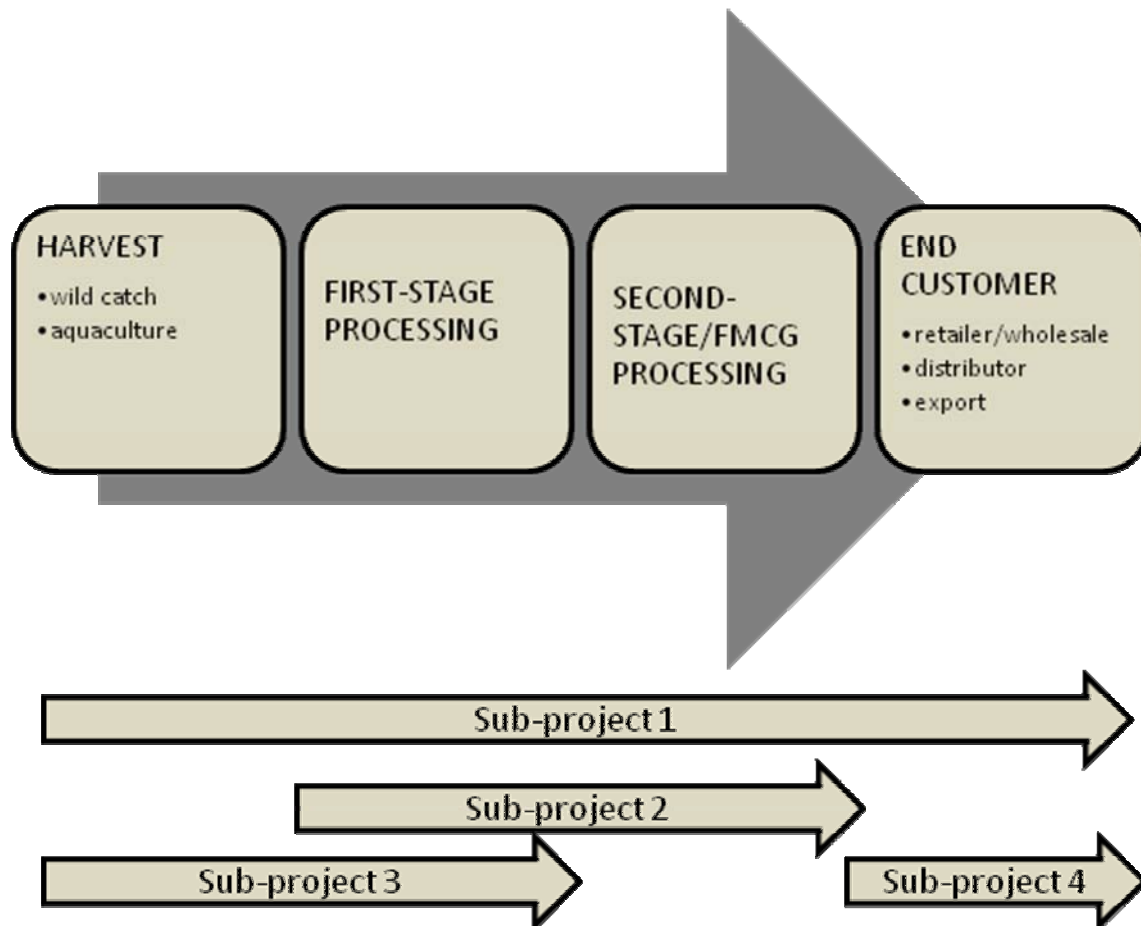 HARVEST
•wild catch
•aquaculture
FIRST-STAGE
PROCESSING
SECOND-
STAGE/FMCG
PROCESSING
END
CUSTOMER
•retailer/wholesale
•distributor
•export
Sub-project 1
Sub-project 2
Sub-project 3
Sub-project 4